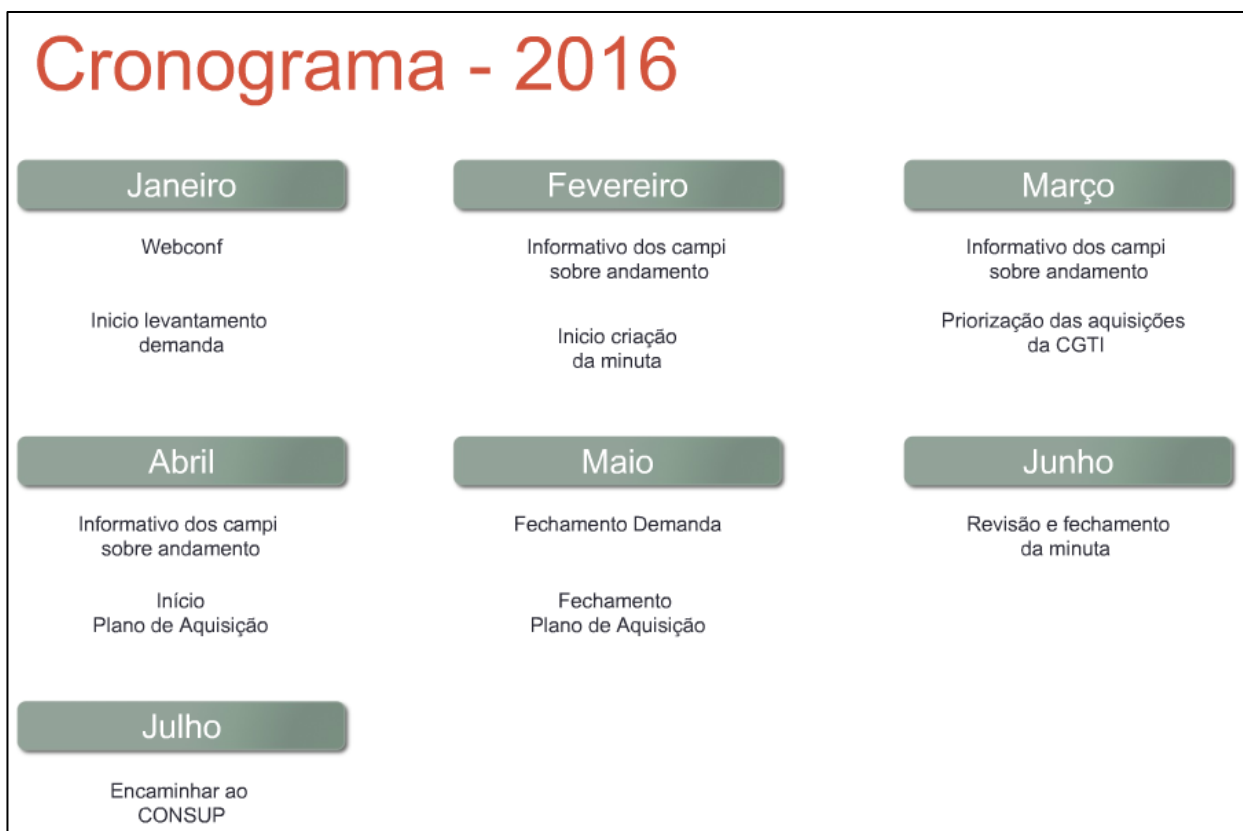 Cronograma - 2016
Janeiro
Webconf
Inicio levantamento
demanda
Fevereiro
Informativo dos campi
sobre andamento
Inicio criação
da minuta
Março
Informativo dos campi
sobre andamento
Priorização das aquisições
da CGTI
Abril
Informativo dos campi
sobre andamento
Início
Plano de Aquisição
Maio
Fechamento Demanda
Fechamento
Plano de Aquisição
Junho
Revisão e fechamento
da minuta
Julho
Encaminhar ao
CONSUP